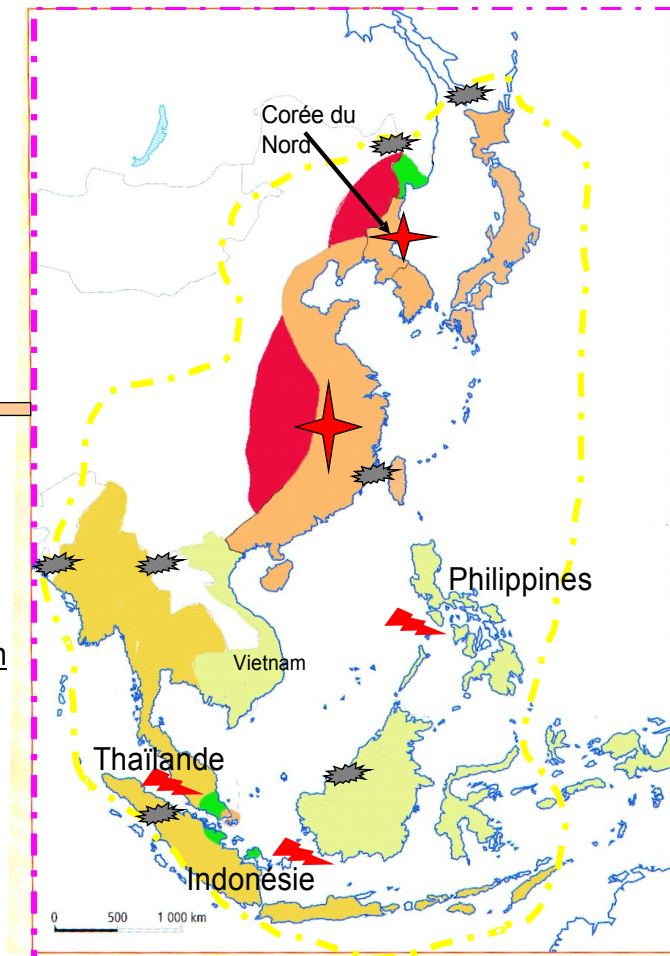 Corée du
Nord
Philippines
n
Vietnam
Thaïlande
Indonésie
0 500 1 000 km